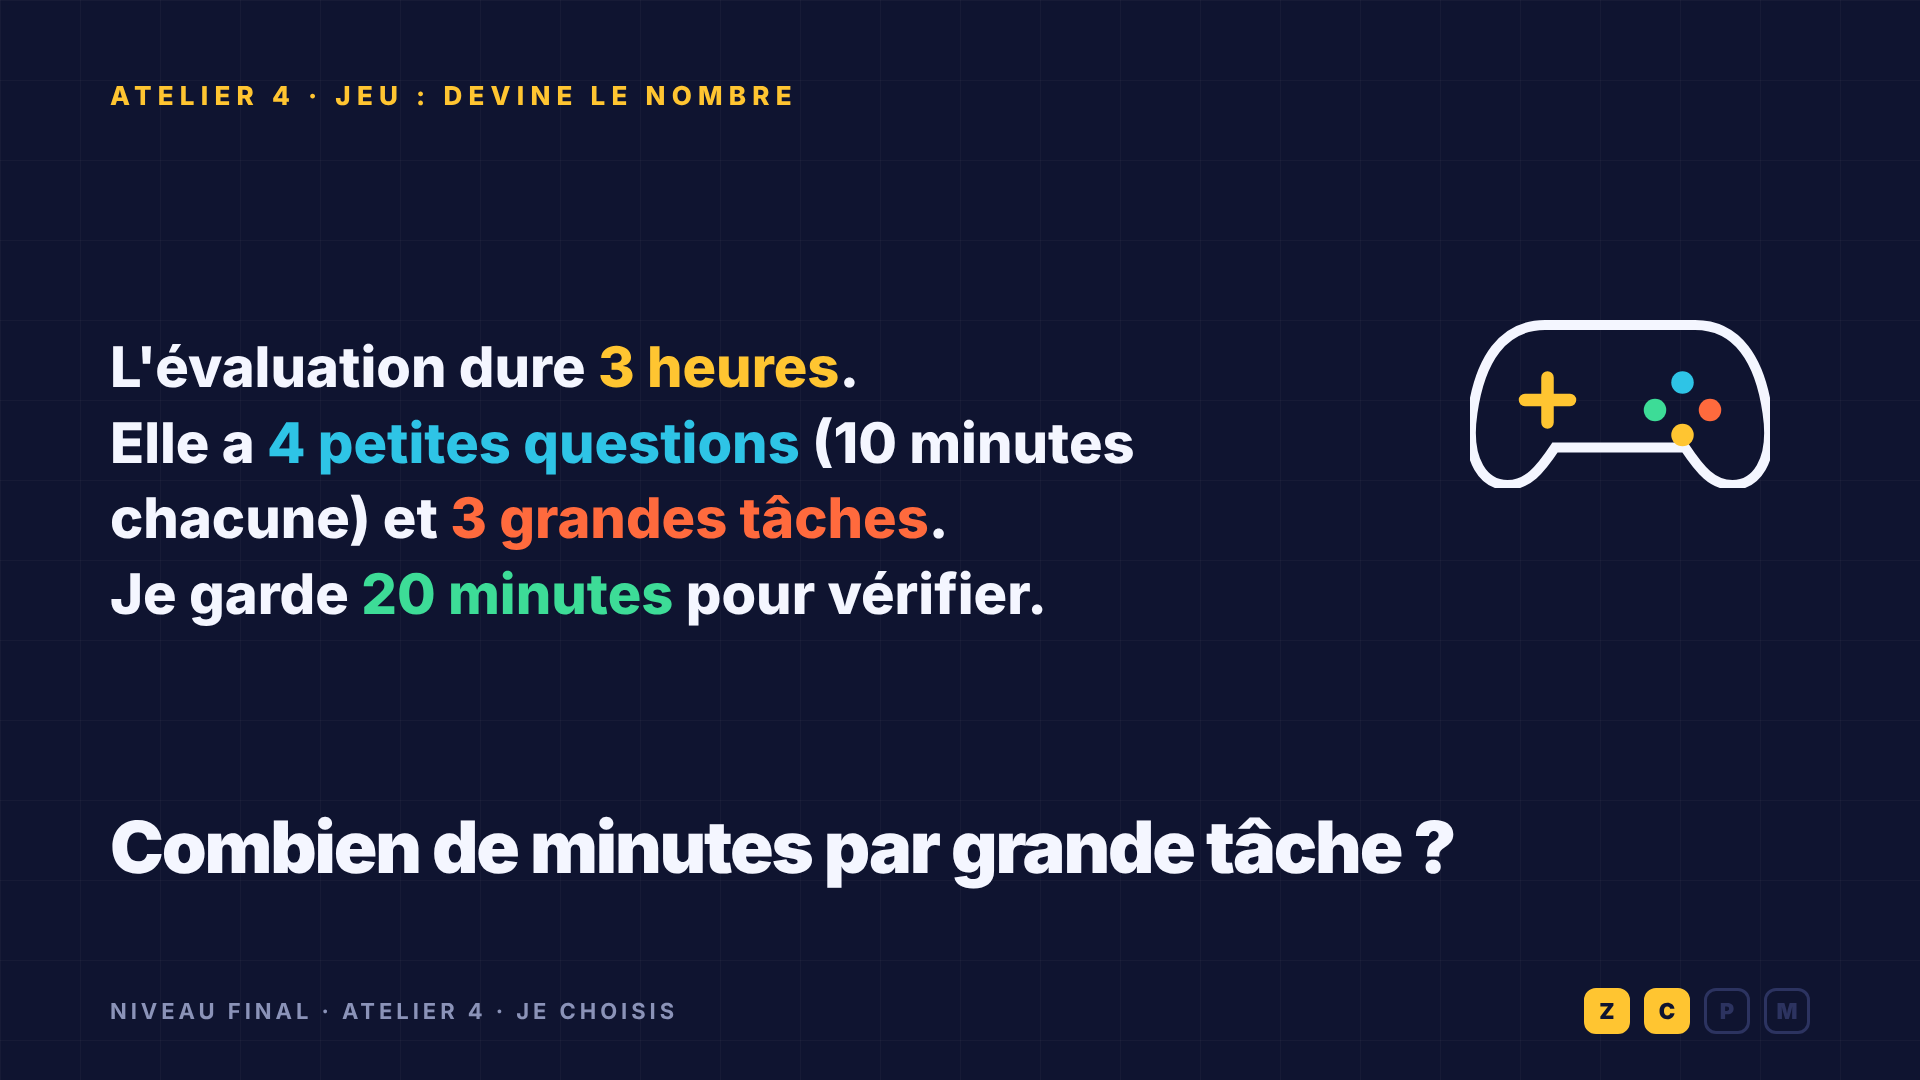 ATELIER 4 · JEU : DEVINE LE NOMBRE
L'évaluation dure 3 heures.
Elle a 4 petites questions (10 minutes
chacune) et 3 grandes tâches.
Je garde 20 minutes pour vérifier.
Combien de minutes par grande tâche ?
NIVEAU FINAL · ATELIER 4 · JE CHOISIS
Z C P M